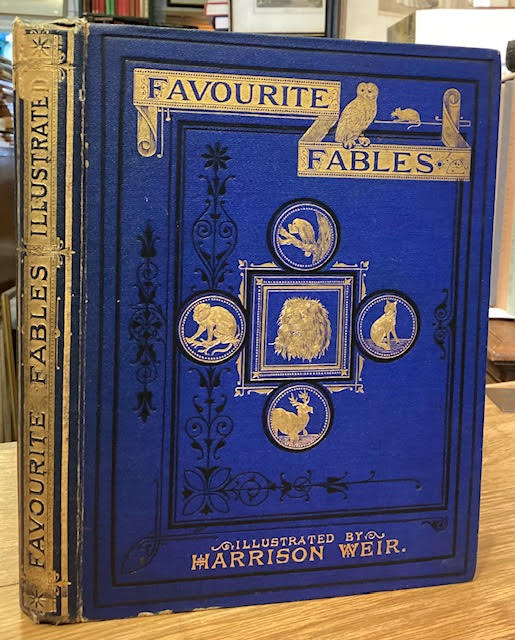 FAVOURITE
FABLES
ILLUSTRATED BY
HARRISON WEIR.
FAVOURITE FABLES ILLUSTRATED